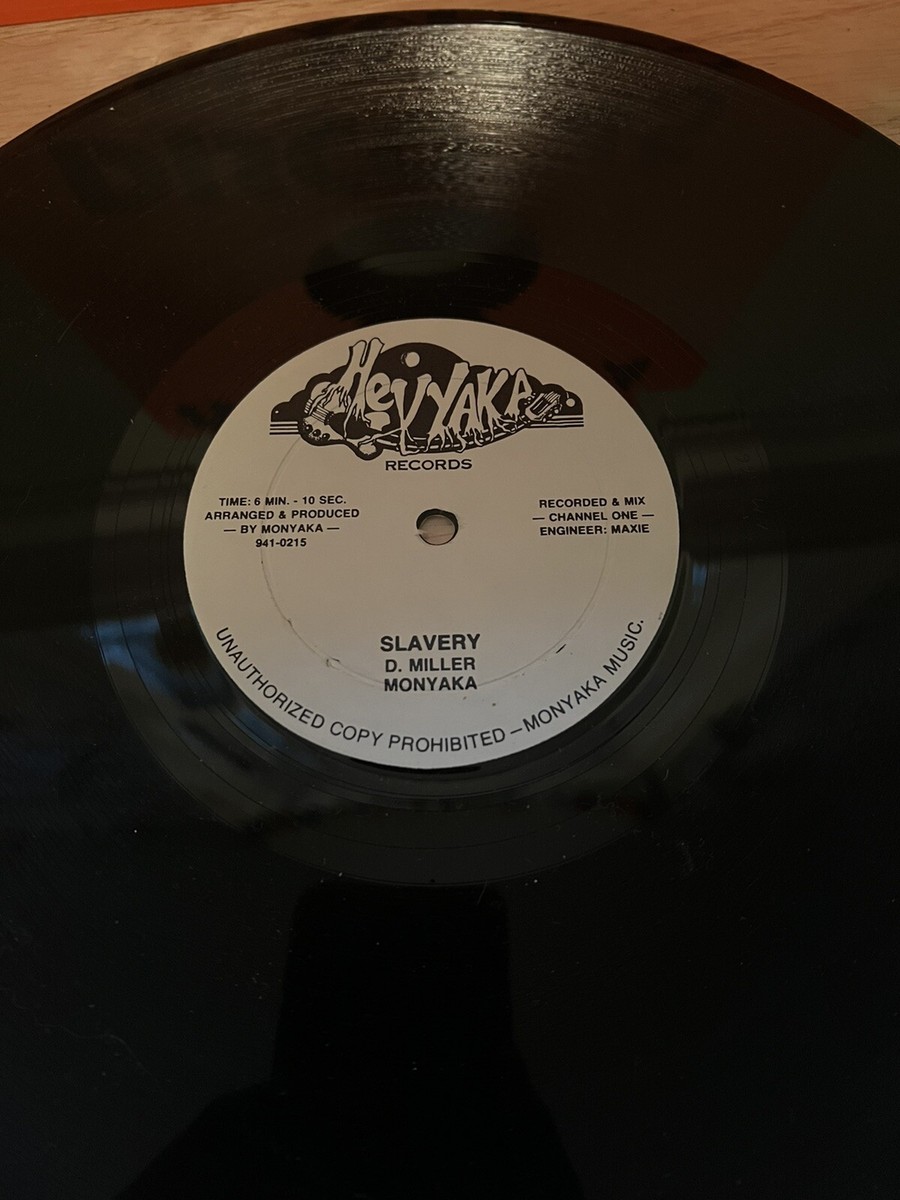 HevYAKA
RECORDS
TIME: 6 MIN. - 10 SEC.
ARRANGED & PRODUCED
— BY MONYAKA —
941-0215
RECORDED & MIX
— CHANNEL ONE —
ENGINEER: MAXIE
SLAVERY
D. MILLER
MONYAKA
UNAUTHORIZED COPY PROHIBITED — MONYAKA MUSIC.